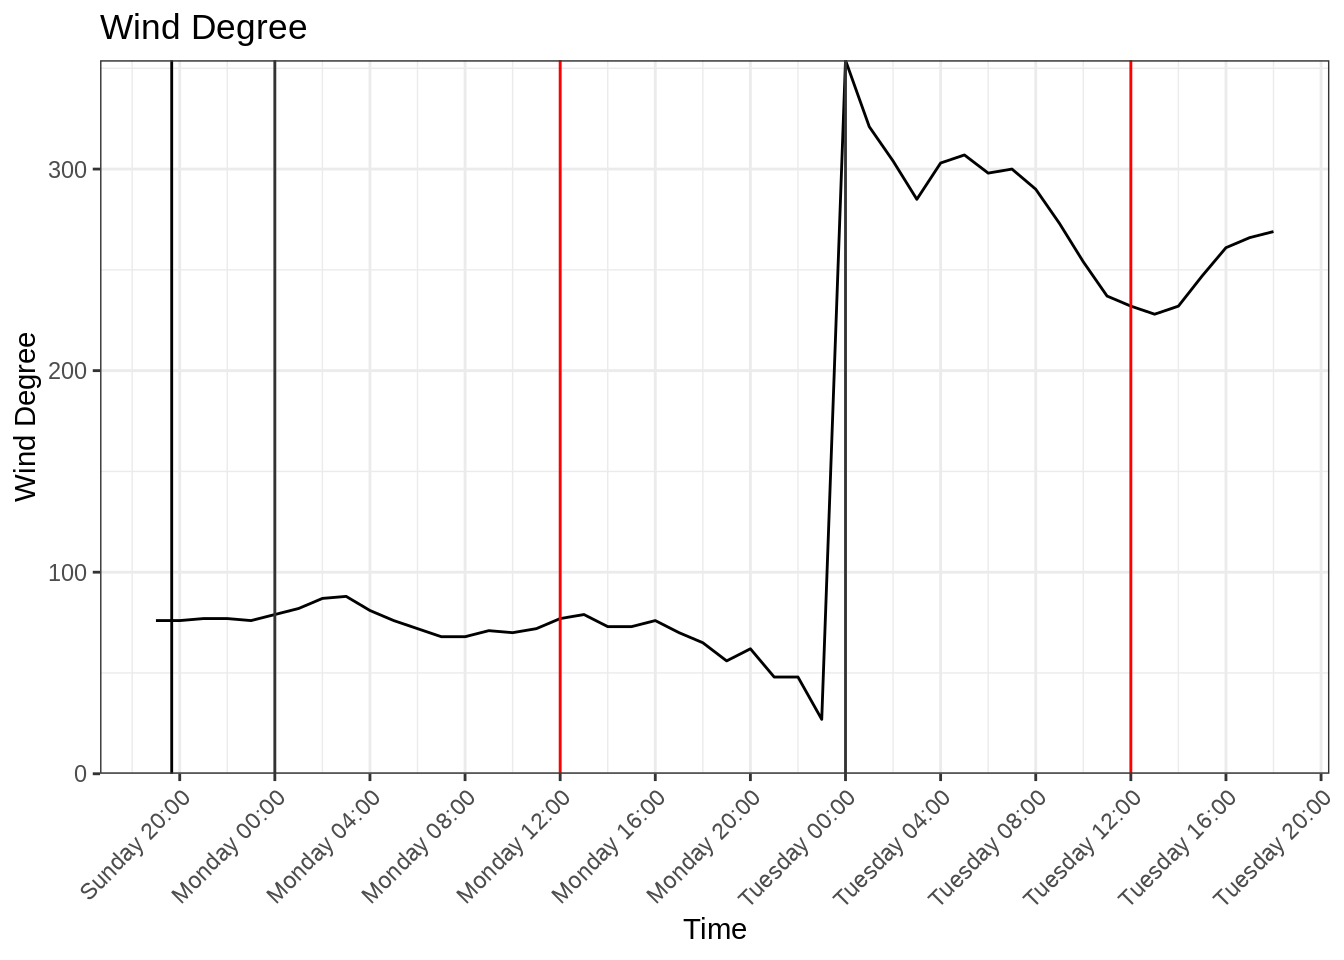 Wind Degree
Wind Degree
300
200
100
0
Sunday 20:00
Monday 00:00
Monday 04:00
Monday 08:00
Monday 12:00
Monday 16:00
Monday 20:00
Tuesday 00:00
Tuesday 04:00
Tuesday 08:00
Tuesday 12:00
Tuesday 16:00
Tuesday 20:00
Time